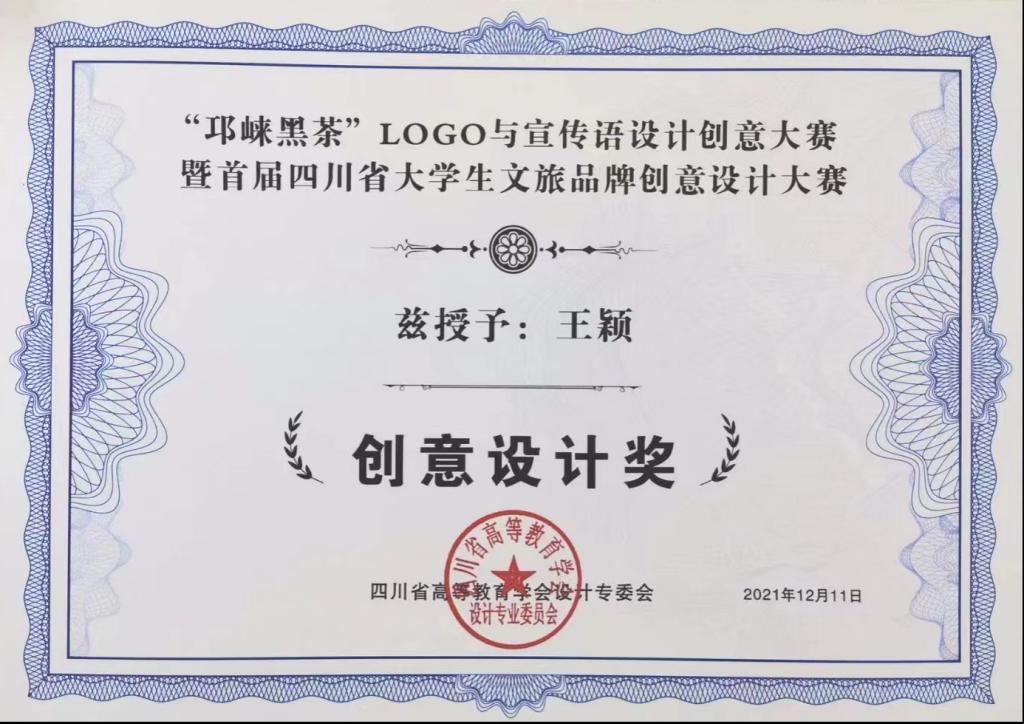 “邛崃黑茶”LOGO与宣传语设计创意大赛
暨首届四川省大学生文旅品牌创意设计大赛
兹授予：王颖
创意设计奖
四川省高等教育学会设计专委会
2021年12月11日
四川省高等教育学会
设计专业委员会